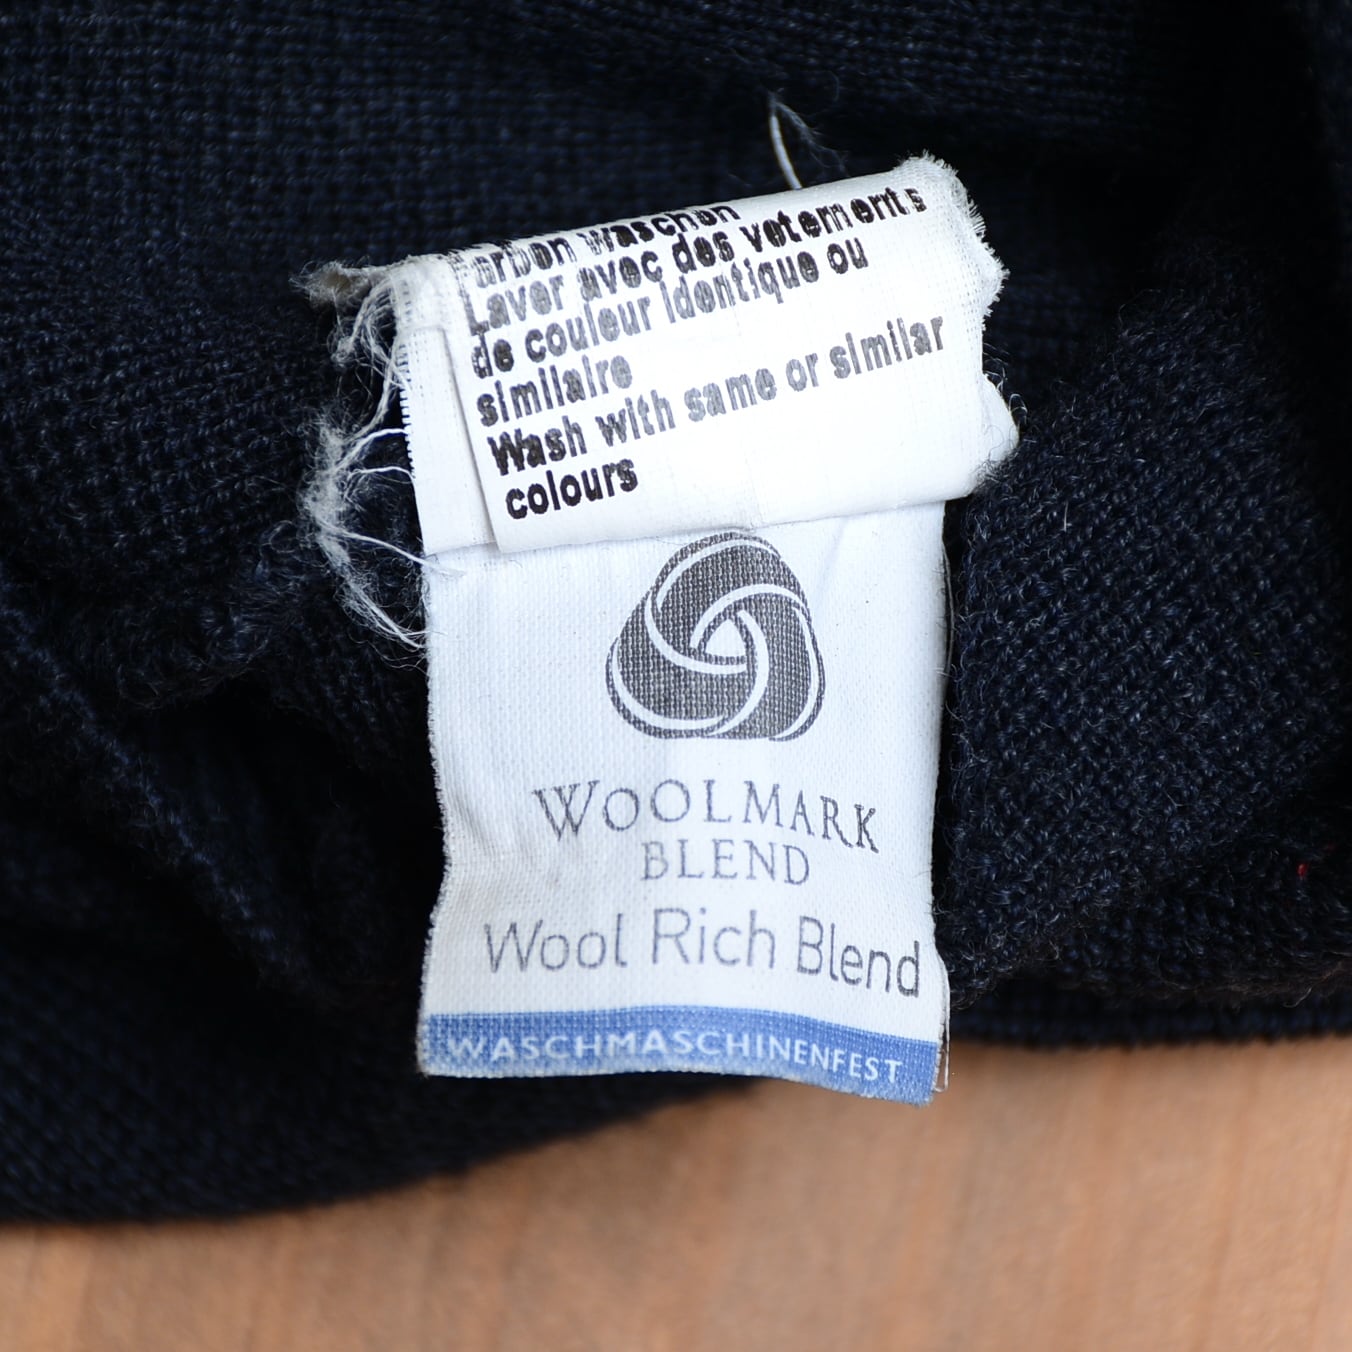 arben waschen
Laver avec des vetements
de couleur identique ou
similaire
Wash with same or similar
colours
WOOLMARK
BLEND
Wool Rich Blend
WASCHMASCHINENFEST